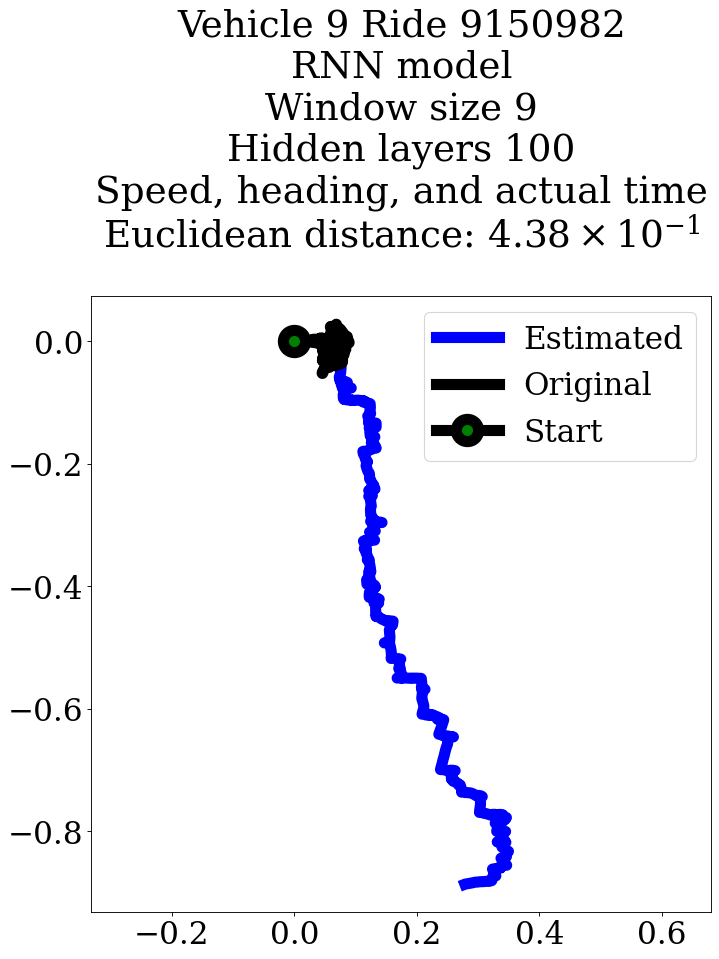 Vehicle 9 Ride 9150982
RNN model
Window size 9
Hidden layers 100
Speed, heading, and actual time
Euclidean distance: 4.38 × 10⁻¹
Estimated
Original
Start
0.0
−0.2
−0.4
−0.6
−0.8
−0.2 0.0 0.2 0.4 0.6